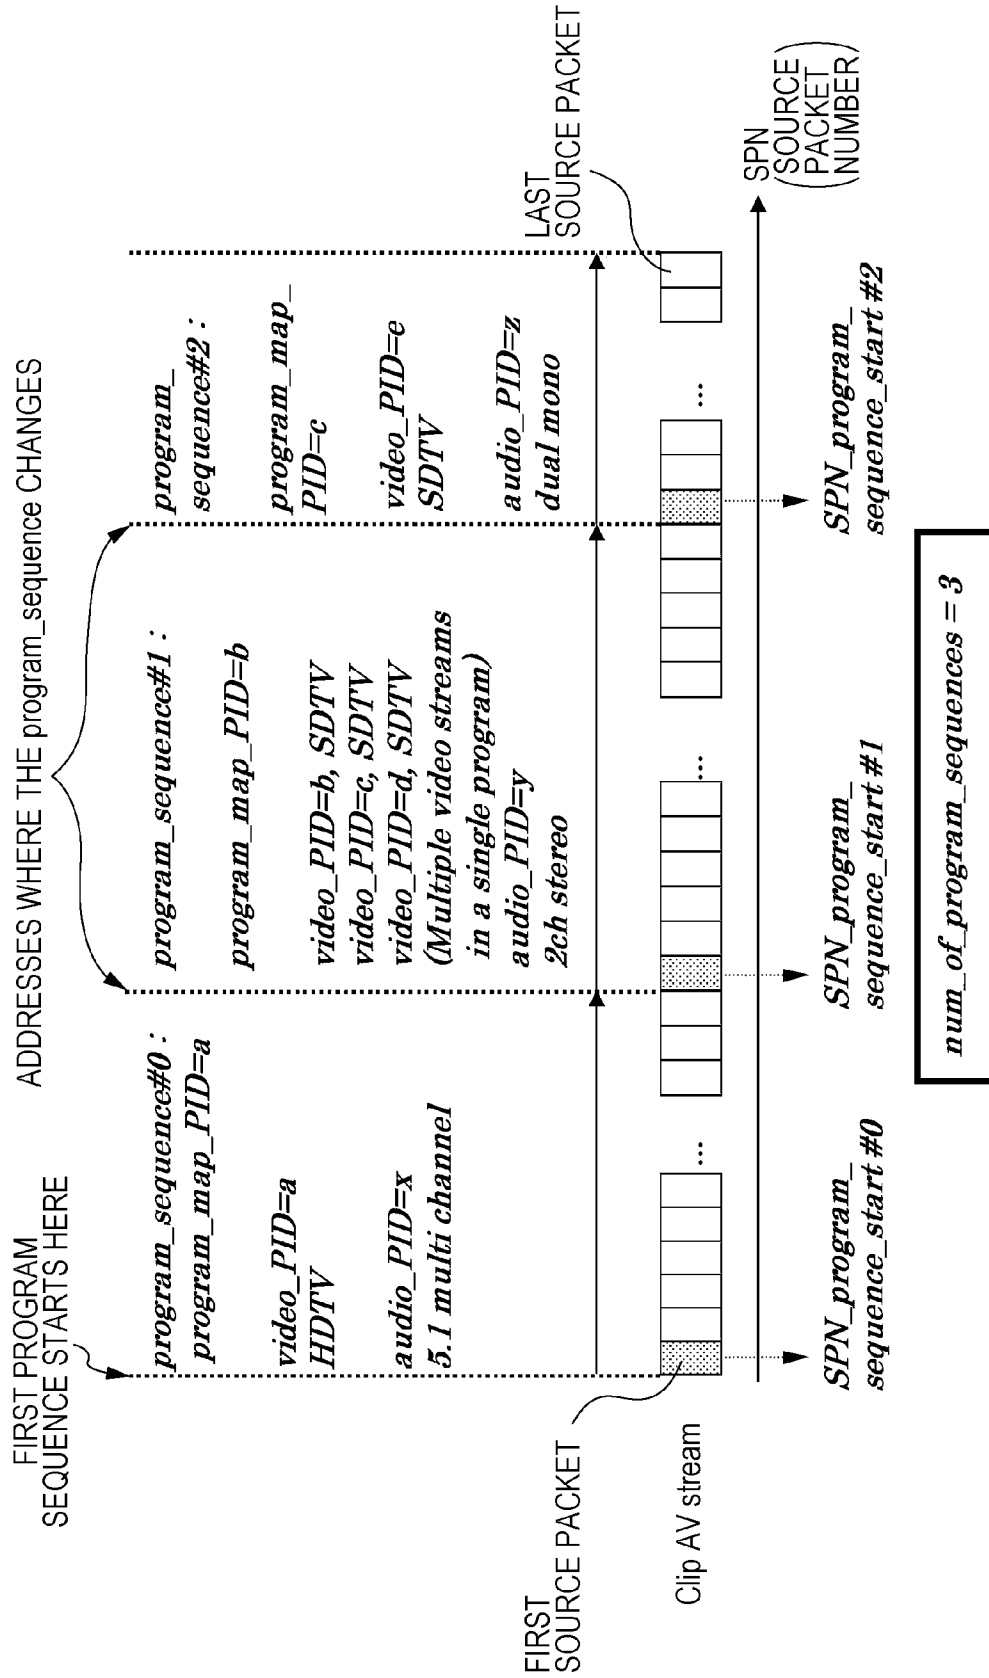 FIRST PROGRAM
SEQUENCE STARTS HERE
ADDRESSES WHERE THE program_sequence CHANGES
program_sequence#0 :
program_map_PID=a
video_PID=a
HDTV
audio_PID=x
5.1 multi channel
program_sequence#1 :
program_map_PID=b
video_PID=b, SDTV
video_PID=c, SDTV
video_PID=d, SDTV
(Multiple video streams
in a single program)
audio_PID=y
2ch stereo
program_
sequence#2 :
program_map_
PID=c
video_PID=e
SDTV
audio_PID=z
dual mono
FIRST
SOURCE PACKET
LAST
SOURCE PACKET
Clip AV stream
...
...
...
SPN
(SOURCE
PACKET
NUMBER)
SPN_program_
sequence_start#0
SPN_program_
sequence_start#1
SPN_program_
sequence_start#2
num_of_program_sequences = 3